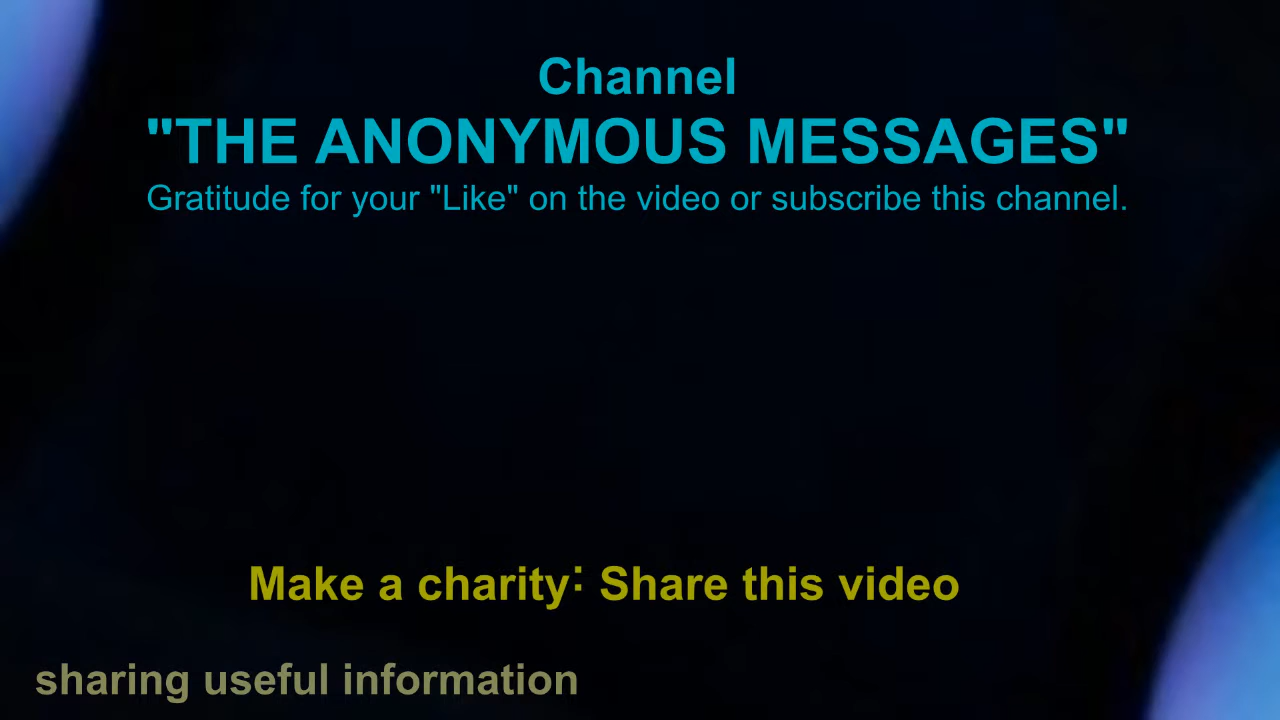 Channel
"THE ANONYMOUS MESSAGES"
Gratitude for your "Like" on the video or subscribe this channel.
Make a charity: Share this video
sharing useful information